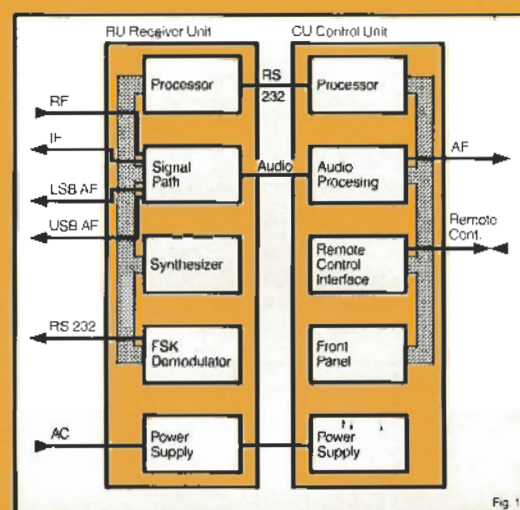 RU Receiver Unit
CU Control Unit
RF
IF
LSB AF
USB AF
RS 232
AC
Processor
Signal
Path
Synthesizer
FSK
Demodulator
Power
Supply
RS
232
Audio
Processor
Audio
Procesing
Remote
Control
Interface
Front
Panel
Power
Supply
AF
Remote
Cont.
Fig. 1